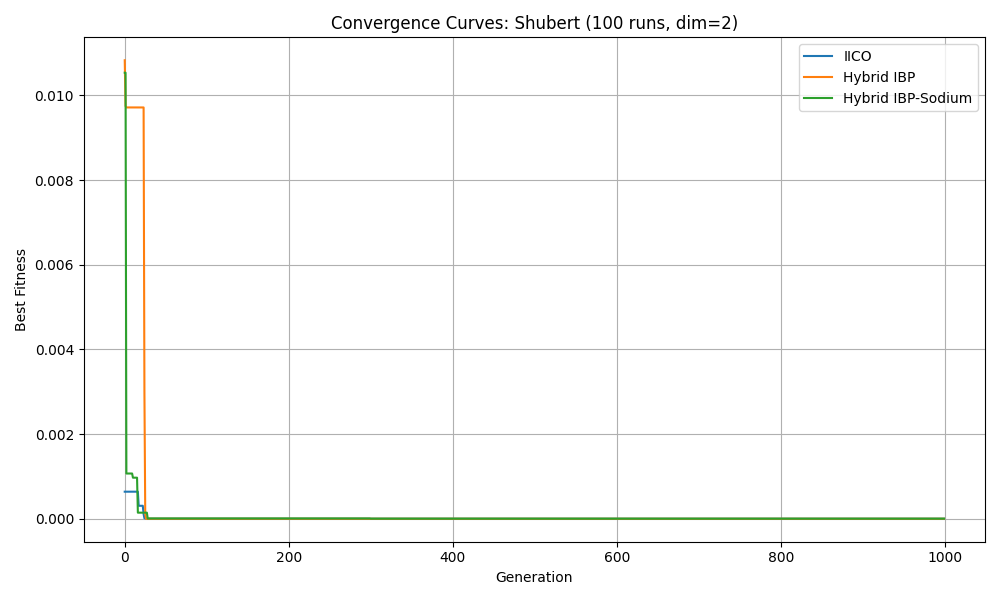 Convergence Curves: Shubert (100 runs, dim=2)
IICO
Hybrid IBP
Hybrid IBP-Sodium
Best Fitness
0.010
0.008
0.006
0.004
0.002
0.000
0 200 400 600 800 1000
Generation